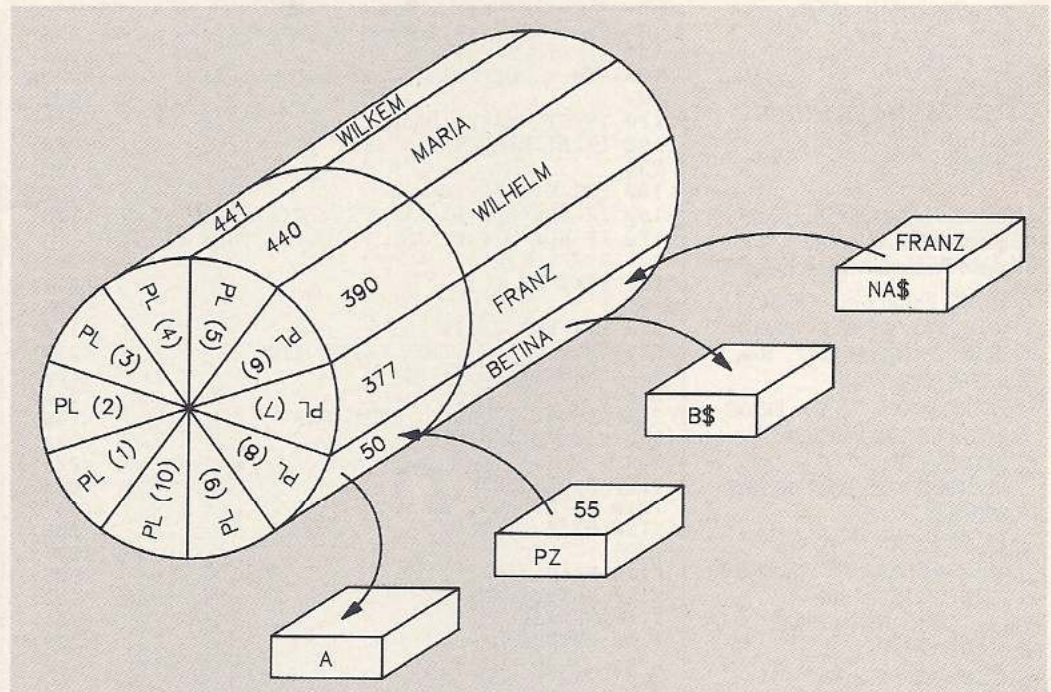 WILKEM
MARIA
WILHELM
FRANZ
BETINA
441
440
390
377
50
PL (1)
PL (2)
PL (3)
PL (4)
PL (5)
PL (6)
PL (7)
PL (8)
PL (9)
PL (10)
FRANZ
NA$
B$
55
PZ
A